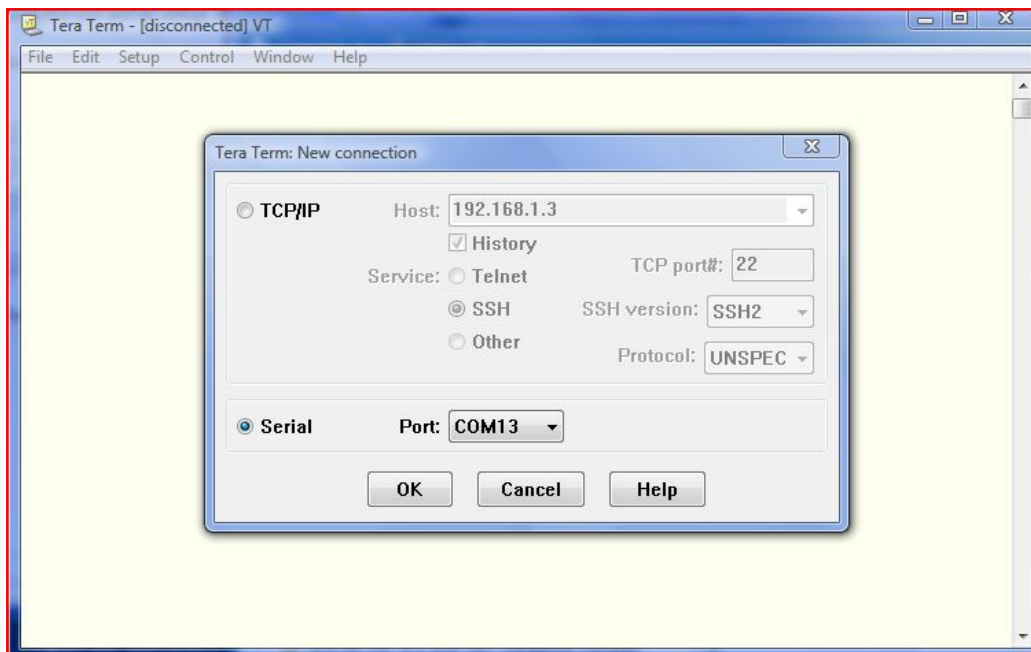 Tera Term - [disconnected] VT
File Edit Setup Control Window Help
Tera Term: New connection
TCP/IP Host: 192.168.1.3
History
Service: Telnet TCP port#: 22
SSH SSH version: SSH2
Other Protocol: UNSPEC
Serial Port: COM13
OK Cancel Help